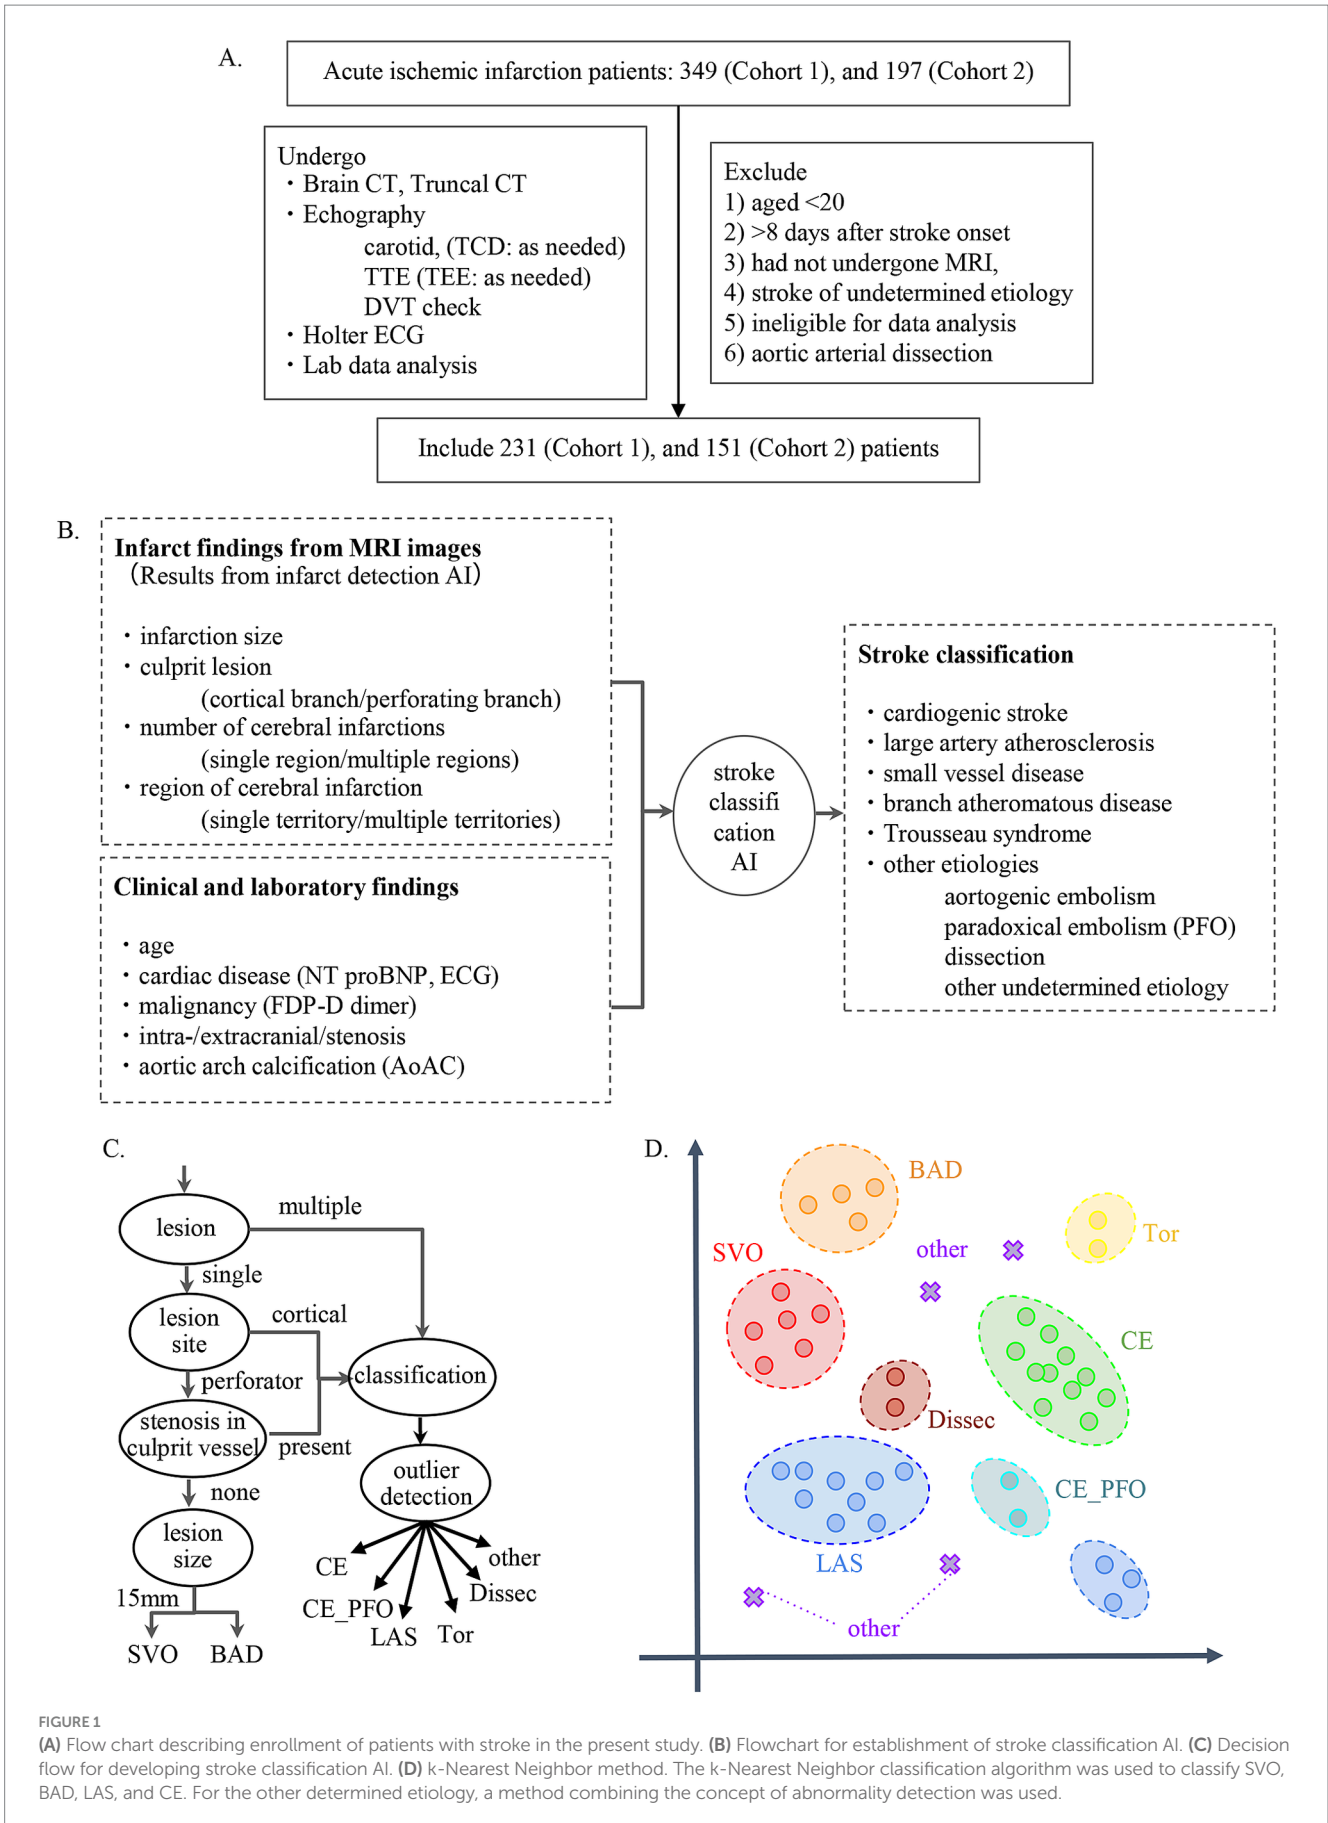 A.
Acute ischemic infarction patients: 349 (Cohort 1), and 197 (Cohort 2)
Undergo
・Brain CT, Truncal CT
・Echography
carotid, (TCD: as needed)
TTE (TEE: as needed)
DVT check
・Holter ECG
・Lab data analysis
Exclude
1) aged <20
2) >8 days after stroke onset
3) had not undergone MRI,
4) stroke of undetermined etiology
5) ineligible for data analysis
6) aortic arterial dissection
Include 231 (Cohort 1), and 151 (Cohort 2) patients
B.
Infarct findings from MRI images
（Results from infarct detection AI）
・infarction size
・culprit lesion
(cortical branch/perforating branch)
・number of cerebral infarctions
(single region/multiple regions)
・region of cerebral infarction
(single territory/multiple territories)
Clinical and laboratory findings
・age
・cardiac disease (NT proBNP, ECG)
・malignancy (FDP-D dimer)
・intra-/extracranial/stenosis
・aortic arch calcification (AoAC)
stroke
classifi
cation
AI
Stroke classification
・cardiogenic stroke
・large artery atherosclerosis
・small vessel disease
・branch atheromatous disease
・Trousseau syndrome
・other etiologies
aortogenic embolism
paradoxical embolism (PFO)
dissection
other undetermined etiology
C.
lesion
multiple
single
lesion
site
cortical
perforator
stenosis in
culprit vessel
present
none
lesion
size
15mm
SVO
BAD
classification
outlier
detection
CE
CE_PFO
LAS
Tor
Dissec
other
D.
BAD
Tor
SVO
other
CE
Dissec
CE_PFO
LAS
other
FIGURE 1
(A) Flow chart describing enrollment of patients with stroke in the present study. (B) Flowchart for establishment of stroke classification AI. (C) Decision
flow for developing stroke classification AI. (D) k-Nearest Neighbor method. The k-Nearest Neighbor classification algorithm was used to classify SVO,
BAD, LAS, and CE. For the other determined etiology, a method combining the concept of abnormality detection was used.